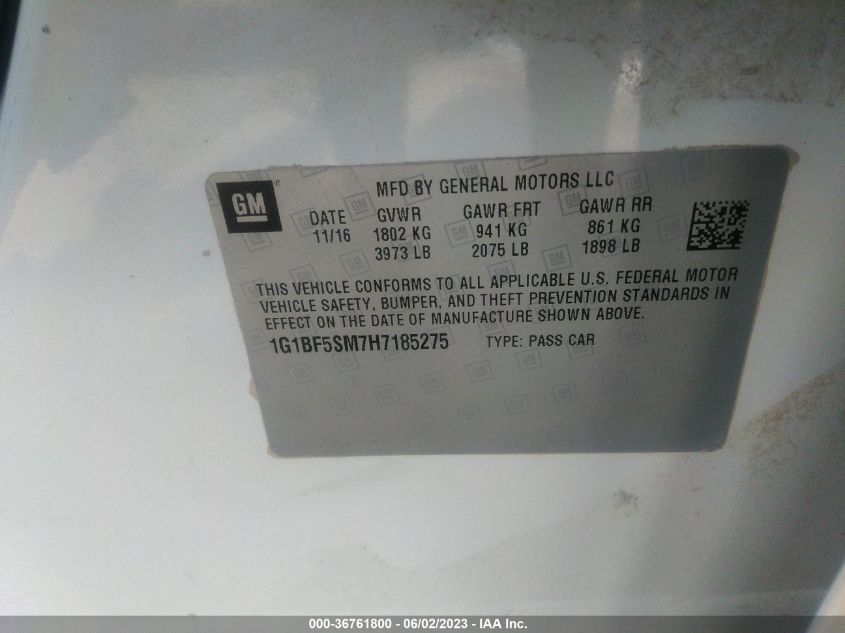 GM
MFD BY GENERAL MOTORS LLC
DATE GVWR GAWR FRT GAWR RR
11/16 1802 KG 941 KG 861 KG
3973 LB 2075 LB 1898 LB
THIS VEHICLE CONFORMS TO ALL APPLICABLE U.S. FEDERAL MOTOR
VEHICLE SAFETY, BUMPER, AND THEFT PREVENTION STANDARDS IN
EFFECT ON THE DATE OF MANUFACTURE SHOWN ABOVE.
1G1BF5SM7H7185275 TYPE: PASS CAR
000-36761800 - 06/02/2023 - IAA Inc.